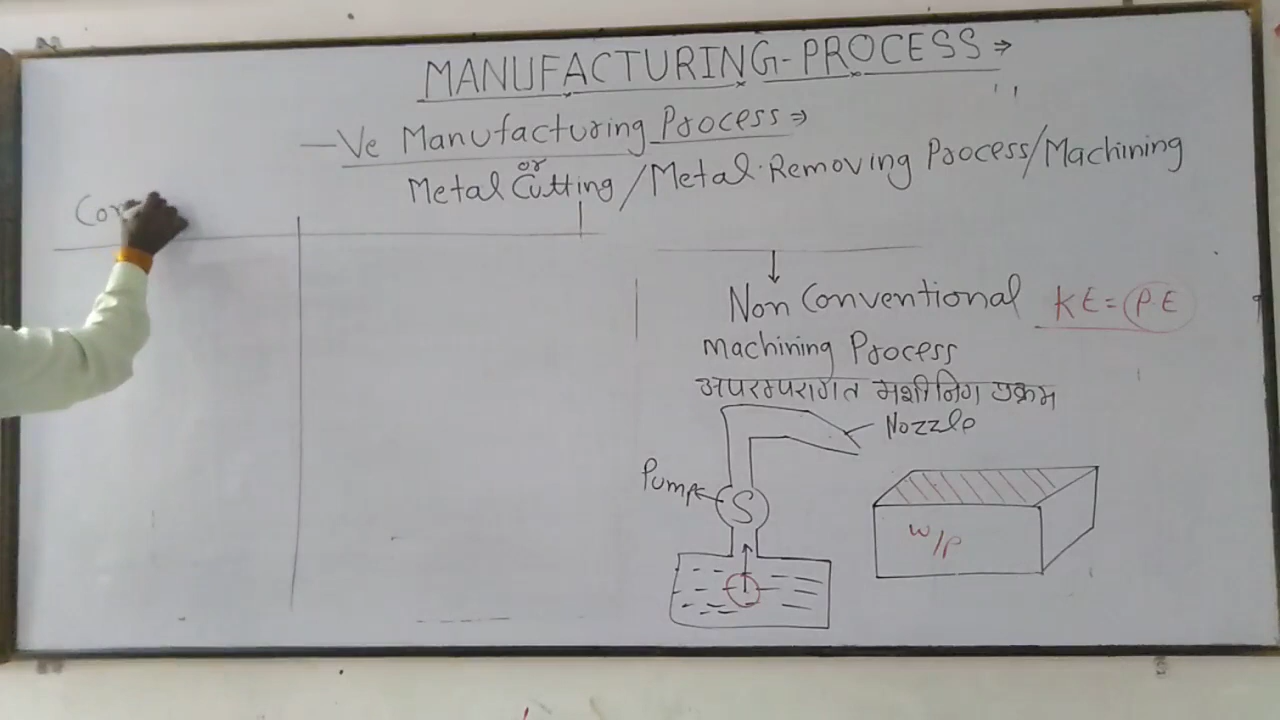 MANUFACTURING-PROCESS ⇒
-Ve Manufacturing Process ⇒
or
Metal Cutting / Metal Removing Process/Machining
Non Conventional KE = PE
Machining Process
अपरम्परागत मशीनिंग प्रक्रम
Nozzle
Pump
S
W/P